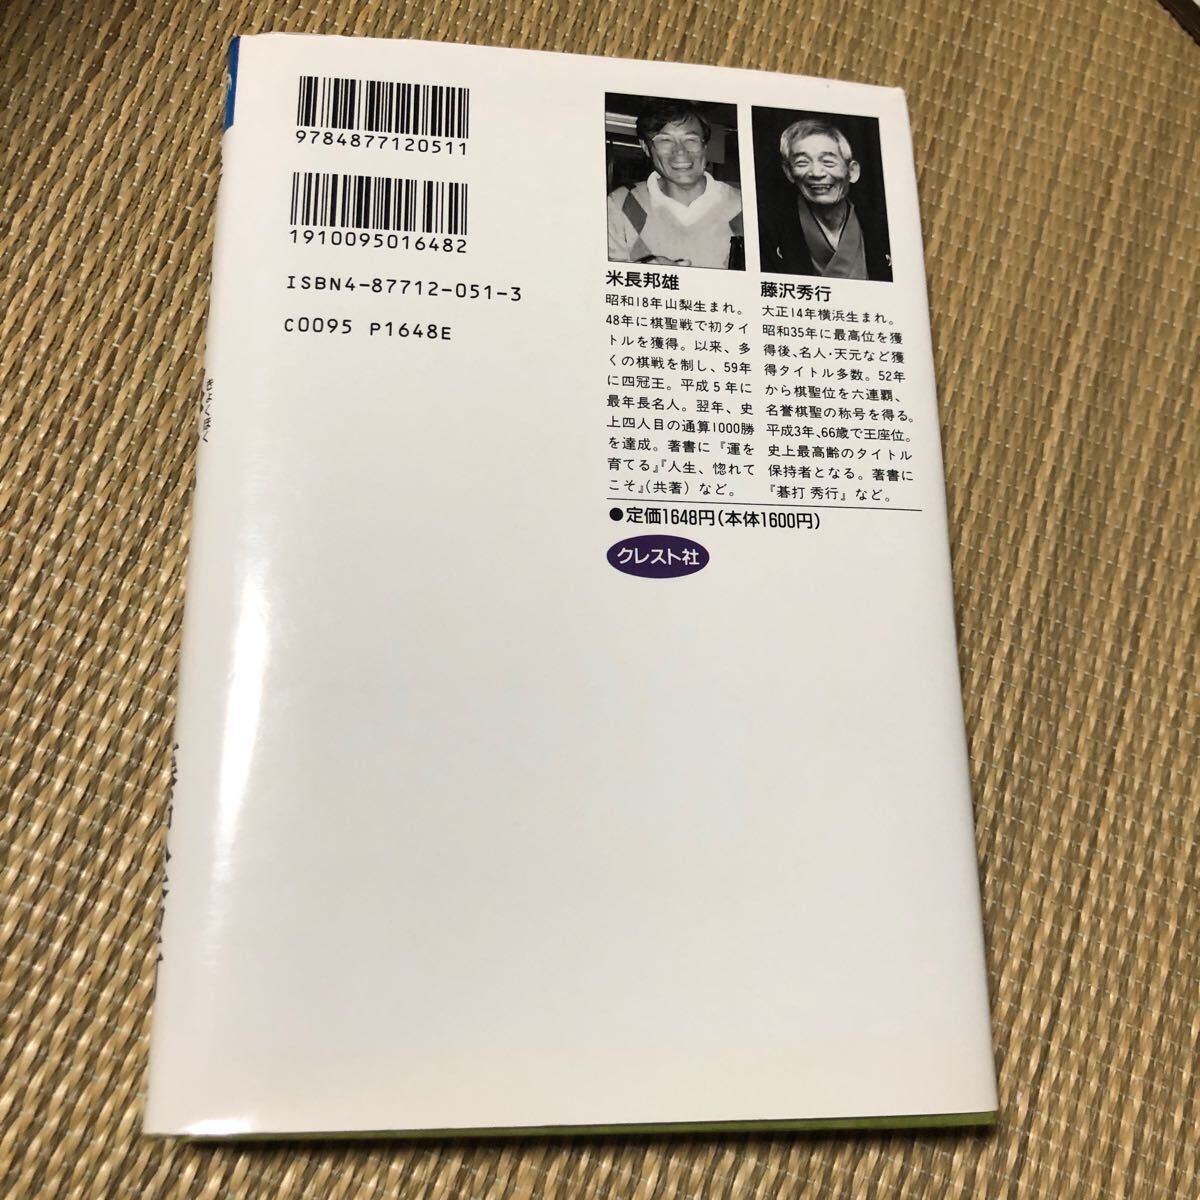 9784877120511
1910095016482
ISBN4-87712-051-3
C0095 P1648E
米長邦雄
昭和18年山梨生まれ。
48年に棋聖戦で初タイ
トルを獲得。以来、多
くの棋戦を制し、59年
に四冠王。平成5年に
最年長名人。翌年、史
上四人目の通算1000勝
を達成。著書に『運を
育てる』『人生、惚れて
こそ』(共著)など。
藤沢秀行
大正14年横浜生まれ。
昭和35年に最高位を獲
得後、名人・天元など獲
得タイトル多数。52年
から棋聖位を六連覇、
名誉棋聖の称号を得る。
平成3年、66歳で王座位。
史上最高齢のタイトル
保持者となる。著書に
『碁打 秀行』など。
●定価1648円(本体1600円)
クレスト社